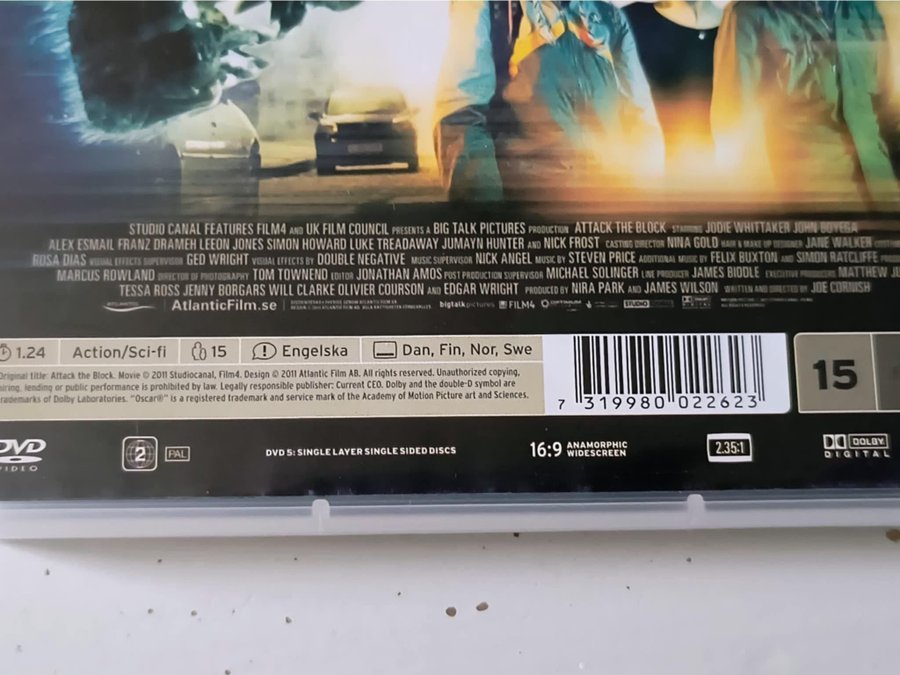 STUDIO CANAL FEATURES FILM4 AND UK FILM COUNCIL PRESENTS A BIG TALK PICTURES PRODUCTION ATTACK THE BLOCK STARRING JODIE WHITTAKER JOHN BOYEGA
ALEX ESMAIL FRANZ DRAMEH LEEON JONES SIMON HOWARD LUKE TREADAWAY JUMAYN HUNTER AND NICK FROST CASTING DIRECTOR NINA GOLD HAIR & MAKE UP DESIGNER JANE WALKER
ROSA DIAS VISUAL EFFECTS SUPERVISOR GED WRIGHT VISUAL EFFECTS BY DOUBLE NEGATIVE MUSIC SUPERVISOR NICK ANGEL MUSIC BY STEVEN PRICE ADDITIONAL MUSIC BY FELIX BUXTON AND SIMON RATCLIFFE
MARCUS ROWLAND DIRECTOR OF PHOTOGRAPHY TOM TOWNEND EDITOR JONATHAN AMOS POST PRODUCTION SUPERVISOR MICHAEL SOLINGER LINE PRODUCER JAMES BIDDLE EXECUTIVE PRODUCERS MATTHEW
TESSA ROSS JENNY BORGARS WILL CLARKE OLIVIER COURSON AND EDGAR WRIGHT PRODUCED BY NIRA PARK AND JAMES WILSON WRITTEN AND DIRECTED BY JOE CORNISH
AtlanticFilm.se bigtalkpictures FILM4 OPTIMUM STUDIO
1.24 Action/Sci-fi 15 Engelska Dan, Fin, Nor, Swe
Original title: Attack the Block. Movie © 2011 Studiocanal, Film4. Design © 2011 Atlantic Film AB. All rights reserved. Unauthorized copying,
iring, lending or public performance is prohibited by law. Legally responsible publisher: Current CEO. Dolby and the double-D symbol are
rademarks of Dolby Laboratories. "Oscar®" is a registered trademark and service mark of the Academy of Motion Picture art and Sciences.
7 319980 022623
15
DVD VIDEO
2 PAL
DVD 5: SINGLE LAYER SINGLE SIDED DISCS
16:9 ANAMORPHIC WIDESCREEN
2.35:1
DOLBY DIGITAL